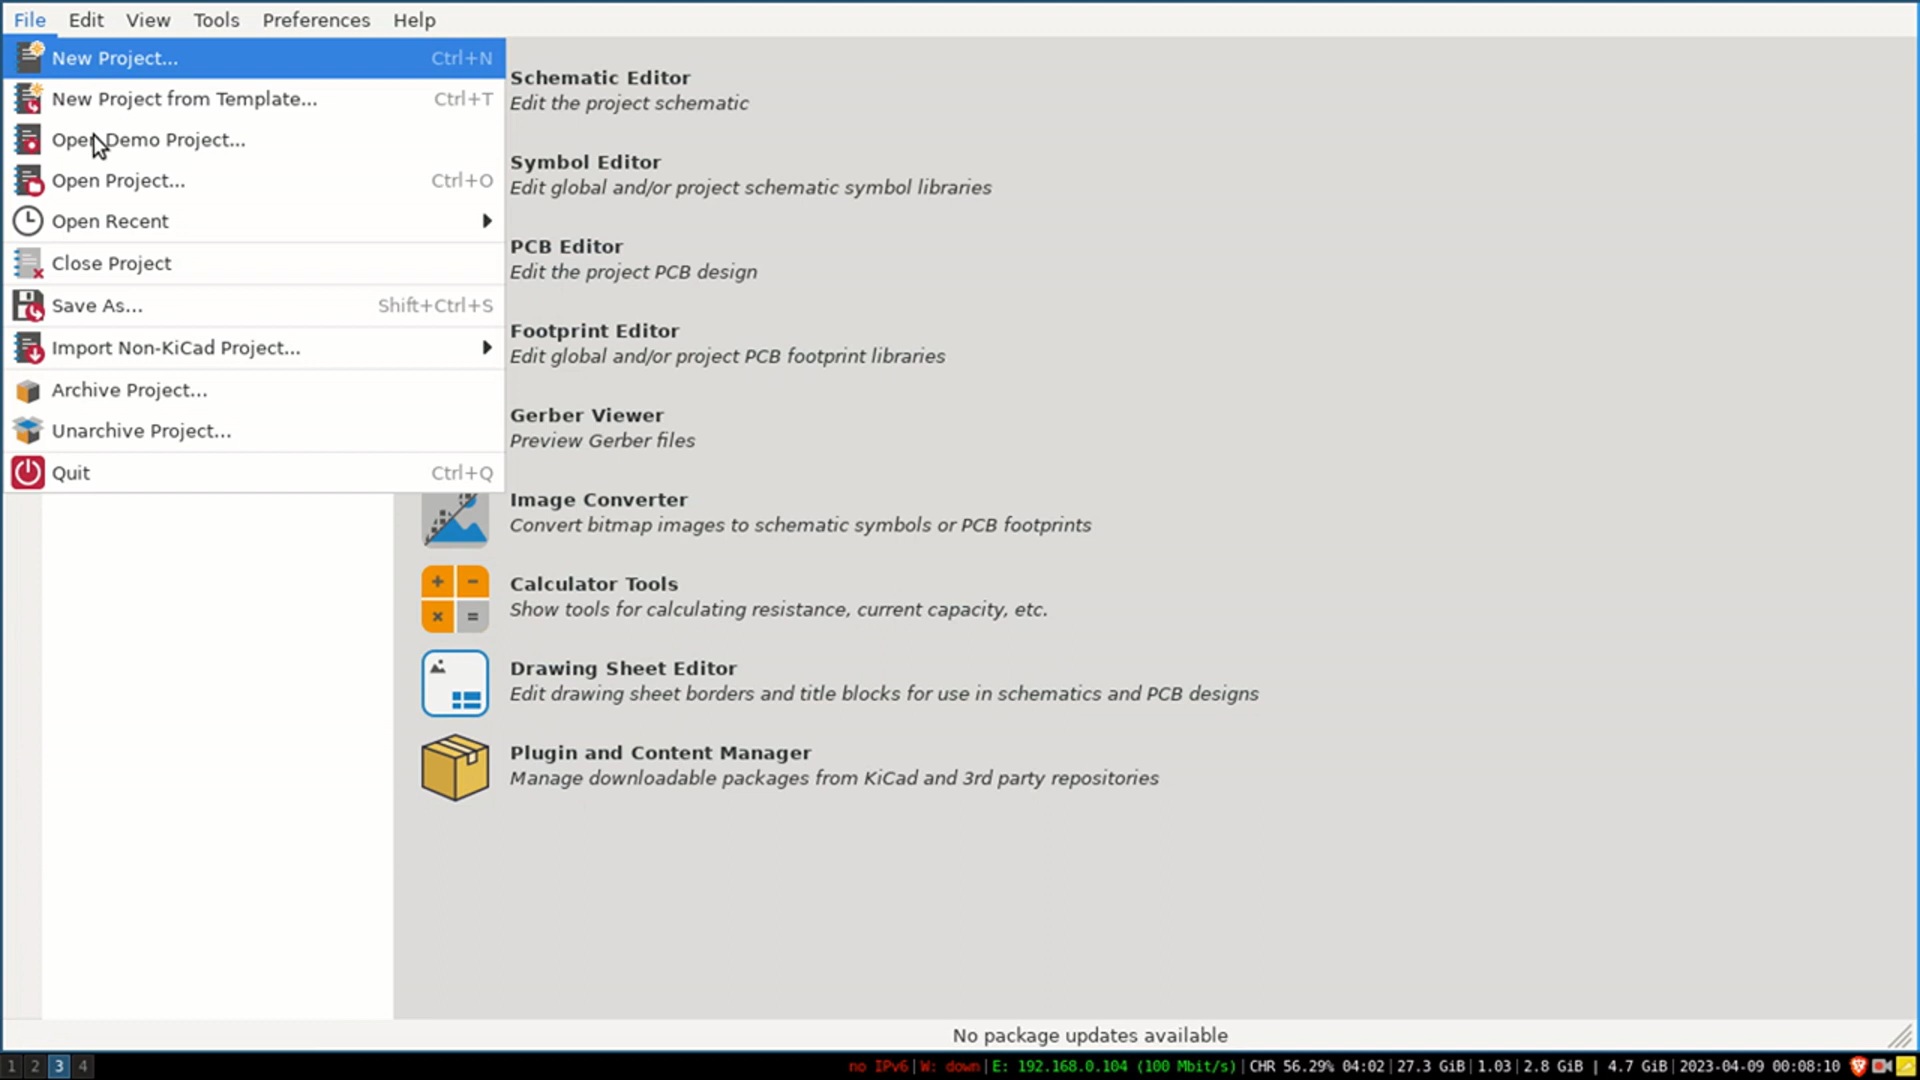 File Edit View Tools Preferences Help
New Project... Ctrl+N
New Project from Template... Ctrl+T
Open Demo Project...
Open Project... Ctrl+O
Open Recent
Close Project
Save As... Shift+Ctrl+S
Import Non-KiCad Project...
Archive Project...
Unarchive Project...
Quit Ctrl+Q
Schematic Editor
Edit the project schematic
Symbol Editor
Edit global and/or project schematic symbol libraries
PCB Editor
Edit the project PCB design
Footprint Editor
Edit global and/or project PCB footprint libraries
Gerber Viewer
Preview Gerber files
Image Converter
Convert bitmap images to schematic symbols or PCB footprints
Calculator Tools
Show tools for calculating resistance, current capacity, etc.
Drawing Sheet Editor
Edit drawing sheet borders and title blocks for use in schematics and PCB designs
Plugin and Content Manager
Manage downloadable packages from KiCad and 3rd party repositories
No package updates available
1 2 3 4 no IPv6|W: down|E: 192.168.0.104 (100 Mbit/s)|CHR 56.29% 04:02|27.3 GiB|1.03|2.8 GiB | 4.7 GiB|2023-04-09 00:08:10